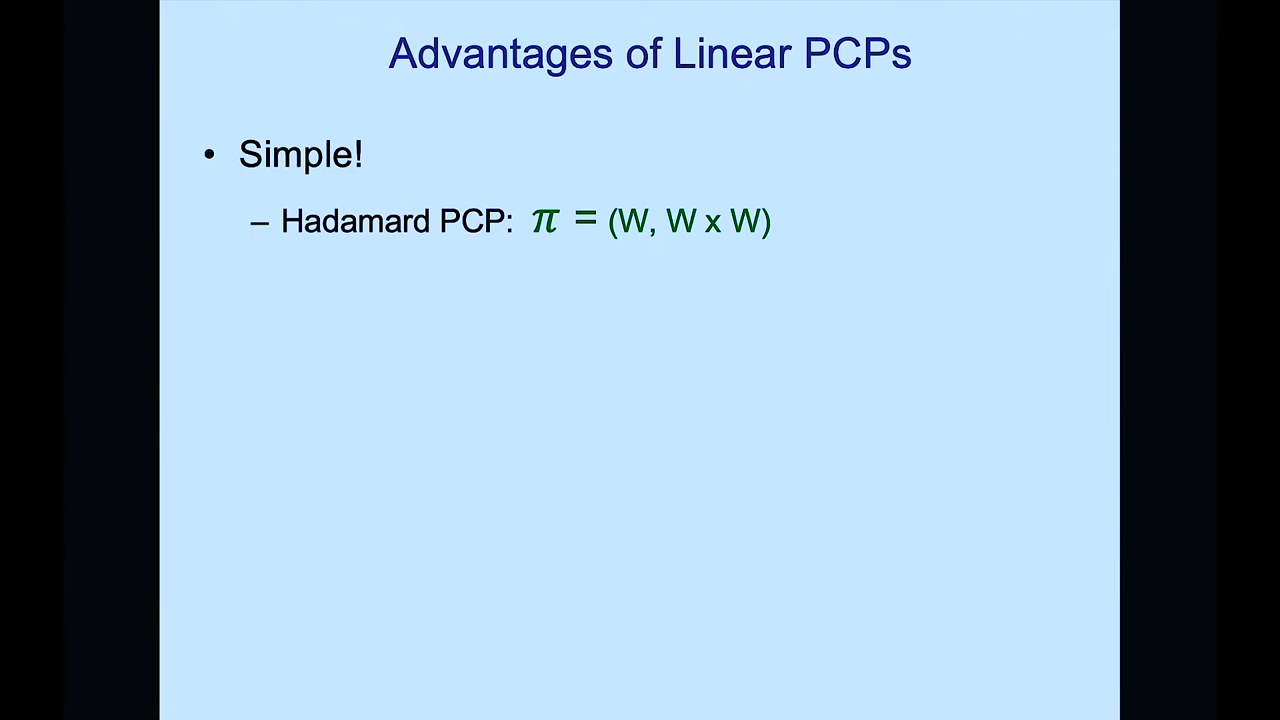 Advantages of Linear PCPs
• Simple!
– Hadamard PCP: π = (W, W x W)